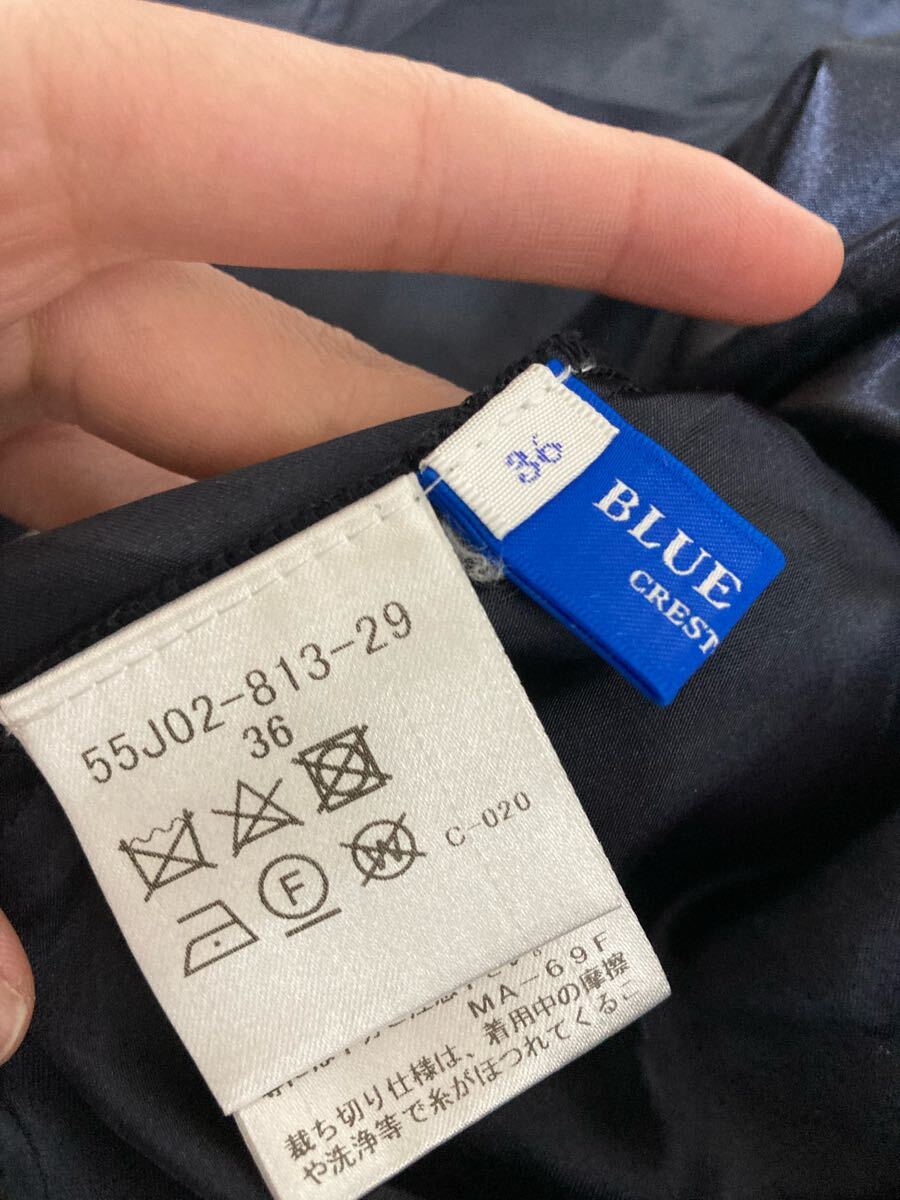 36
BLUE
CREST
55J02-813-29
36
C-020
F
W
MA-69F
裁ち切り仕様は、着用中の摩擦
や洗浄等で糸がほつれてくるこ